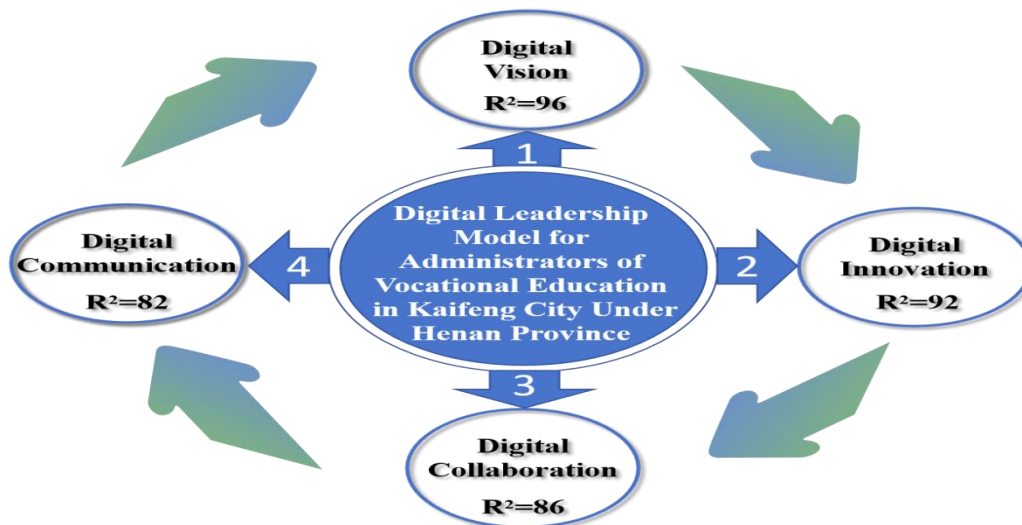 Digital
Vision
R²=96
1
Digital Leadership
Model for
Administrators of
Vocational Education
in Kaifeng City Under
Henan Province
2
Digital
Innovation
R²=92
3
Digital
Collaboration
R²=86
4
Digital
Communication
R²=82